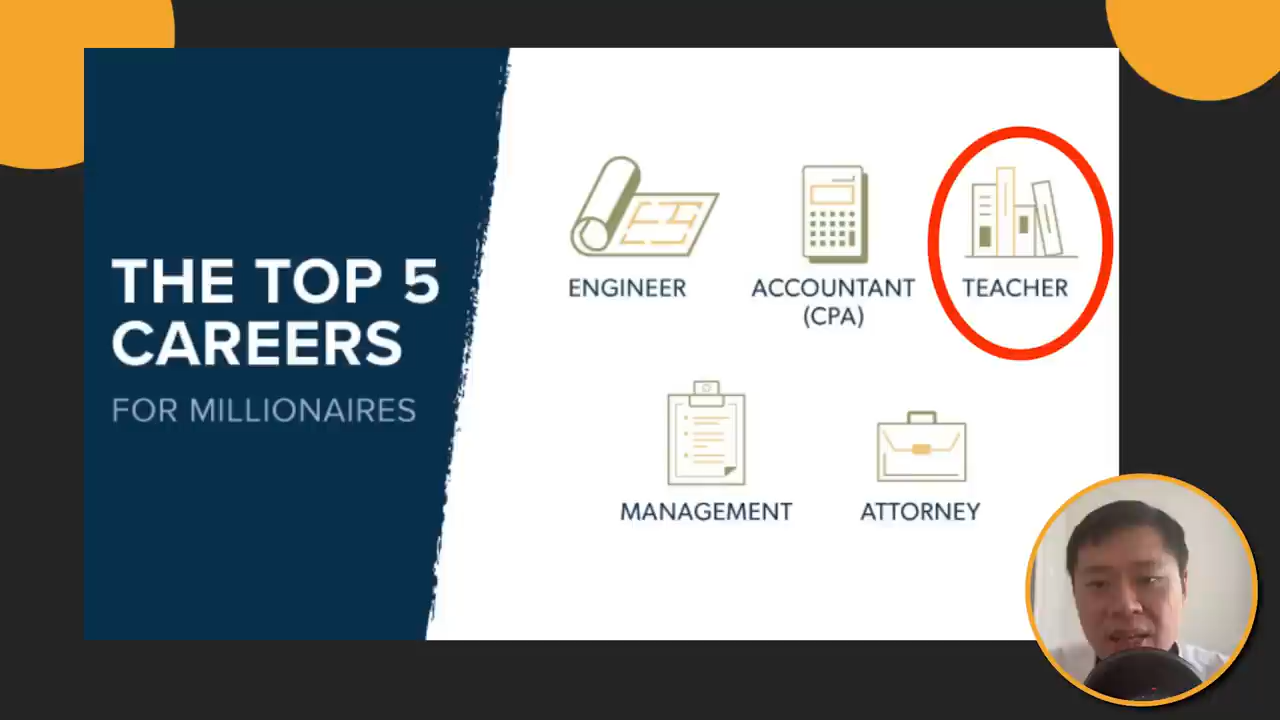 THE TOP 5
CAREERS
FOR MILLIONAIRES
ENGINEER
ACCOUNTANT
(CPA)
TEACHER
MANAGEMENT
ATTORNEY